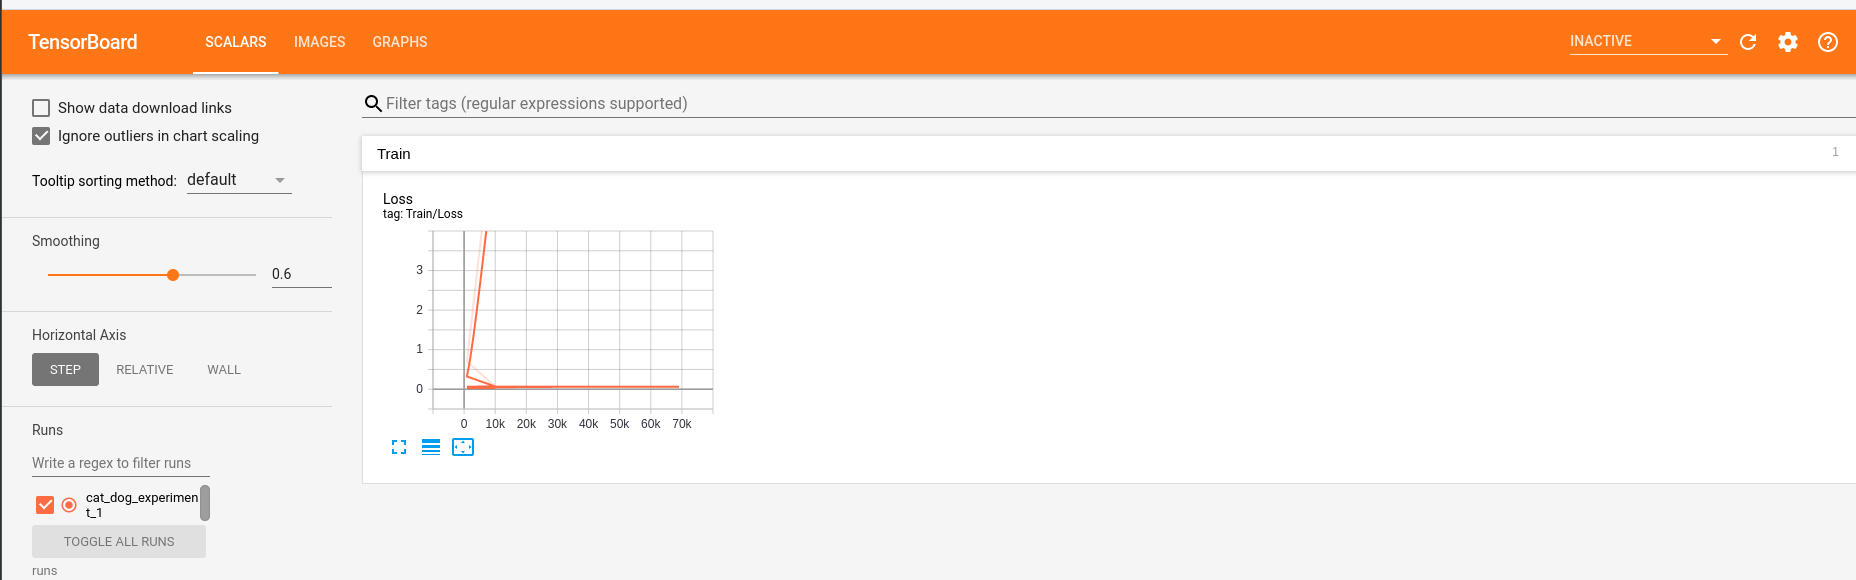 TensorBoard SCALARS IMAGES GRAPHS INACTIVE
Show data download links
Ignore outliers in chart scaling
Tooltip sorting method: default
Smoothing
0.6
Horizontal Axis
STEP RELATIVE WALL
Runs
Write a regex to filter runs
cat_dog_experimen
t_1
TOGGLE ALL RUNS
runs
Filter tags (regular expressions supported)
Train 1
Loss
tag: Train/Loss
3
2
1
0
0 10k 20k 30k 40k 50k 60k 70k